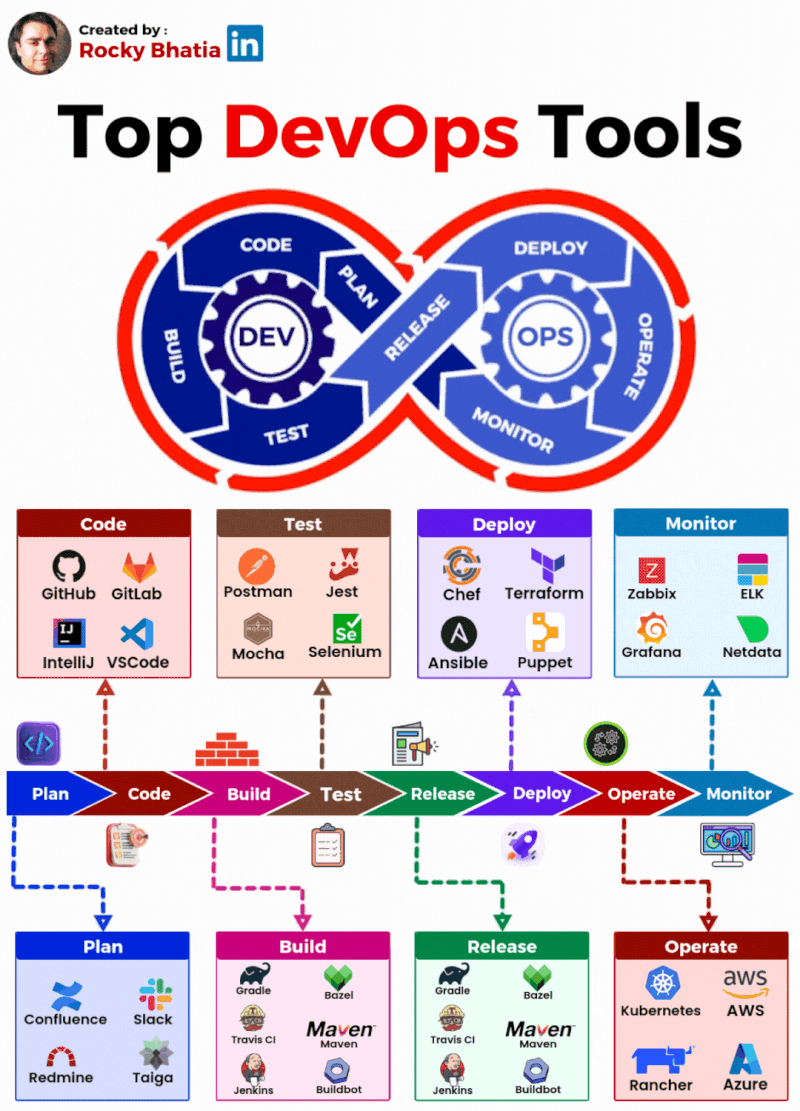 Created by :
Rocky Bhatia
in
Top DevOps Tools
CODE
PLAN
BUILD
DEV
TEST
RELEASE
DEPLOY
OPERATE
OPS
MONITOR
Code
GitHub GitLab
IJ
IntelliJ VSCode
Test
Postman Jest
MOCHA
Se
Mocha Selenium
Deploy
Chef Terraform
A
Ansible Puppet
Monitor
Z
Zabbix ELK
Grafana Netdata
</>
Plan Code Build Test Release Deploy Operate Monitor
Plan
Confluence Slack
Redmine Taiga
Build
Gradle Bazel
Travis CI Maven™
Maven
Jenkins Buildbot
Release
Gradle Bazel
Travis CI Maven™
Maven
Jenkins Buildbot
Operate
aws
Kubernetes AWS
Rancher Azure